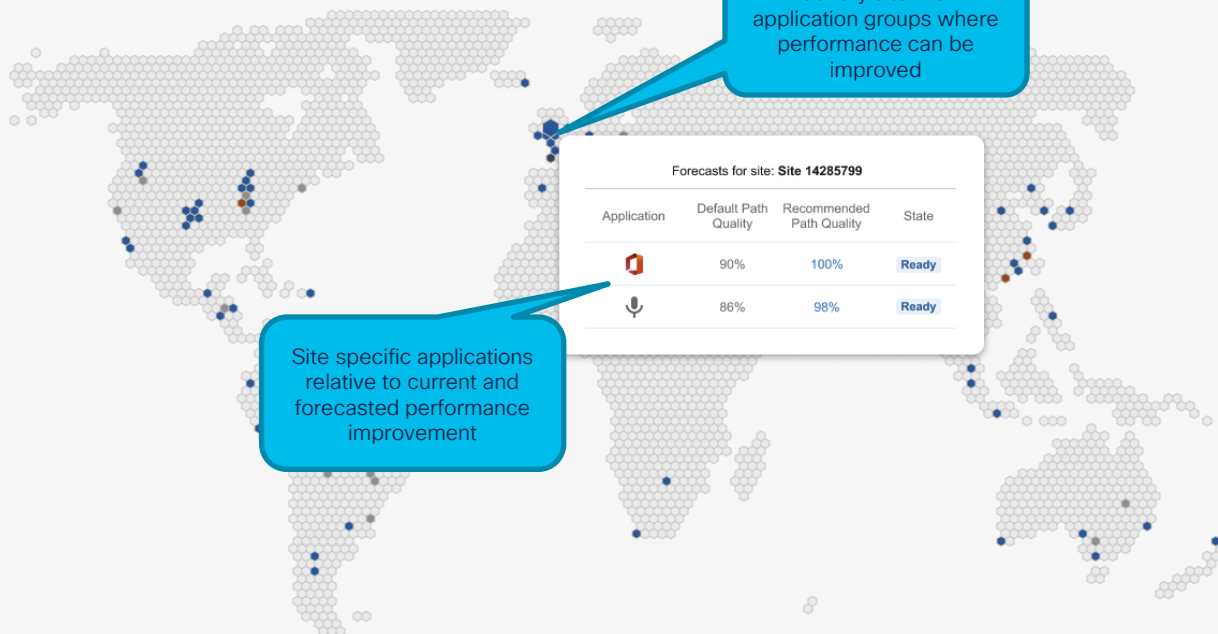 application groups where
performance can be
improved
Forecasts for site: Site 14285799
Application Default Path Quality Recommended Path Quality State
90% 100% Ready
86% 98% Ready
Site specific applications
relative to current and
forecasted performance
improvement